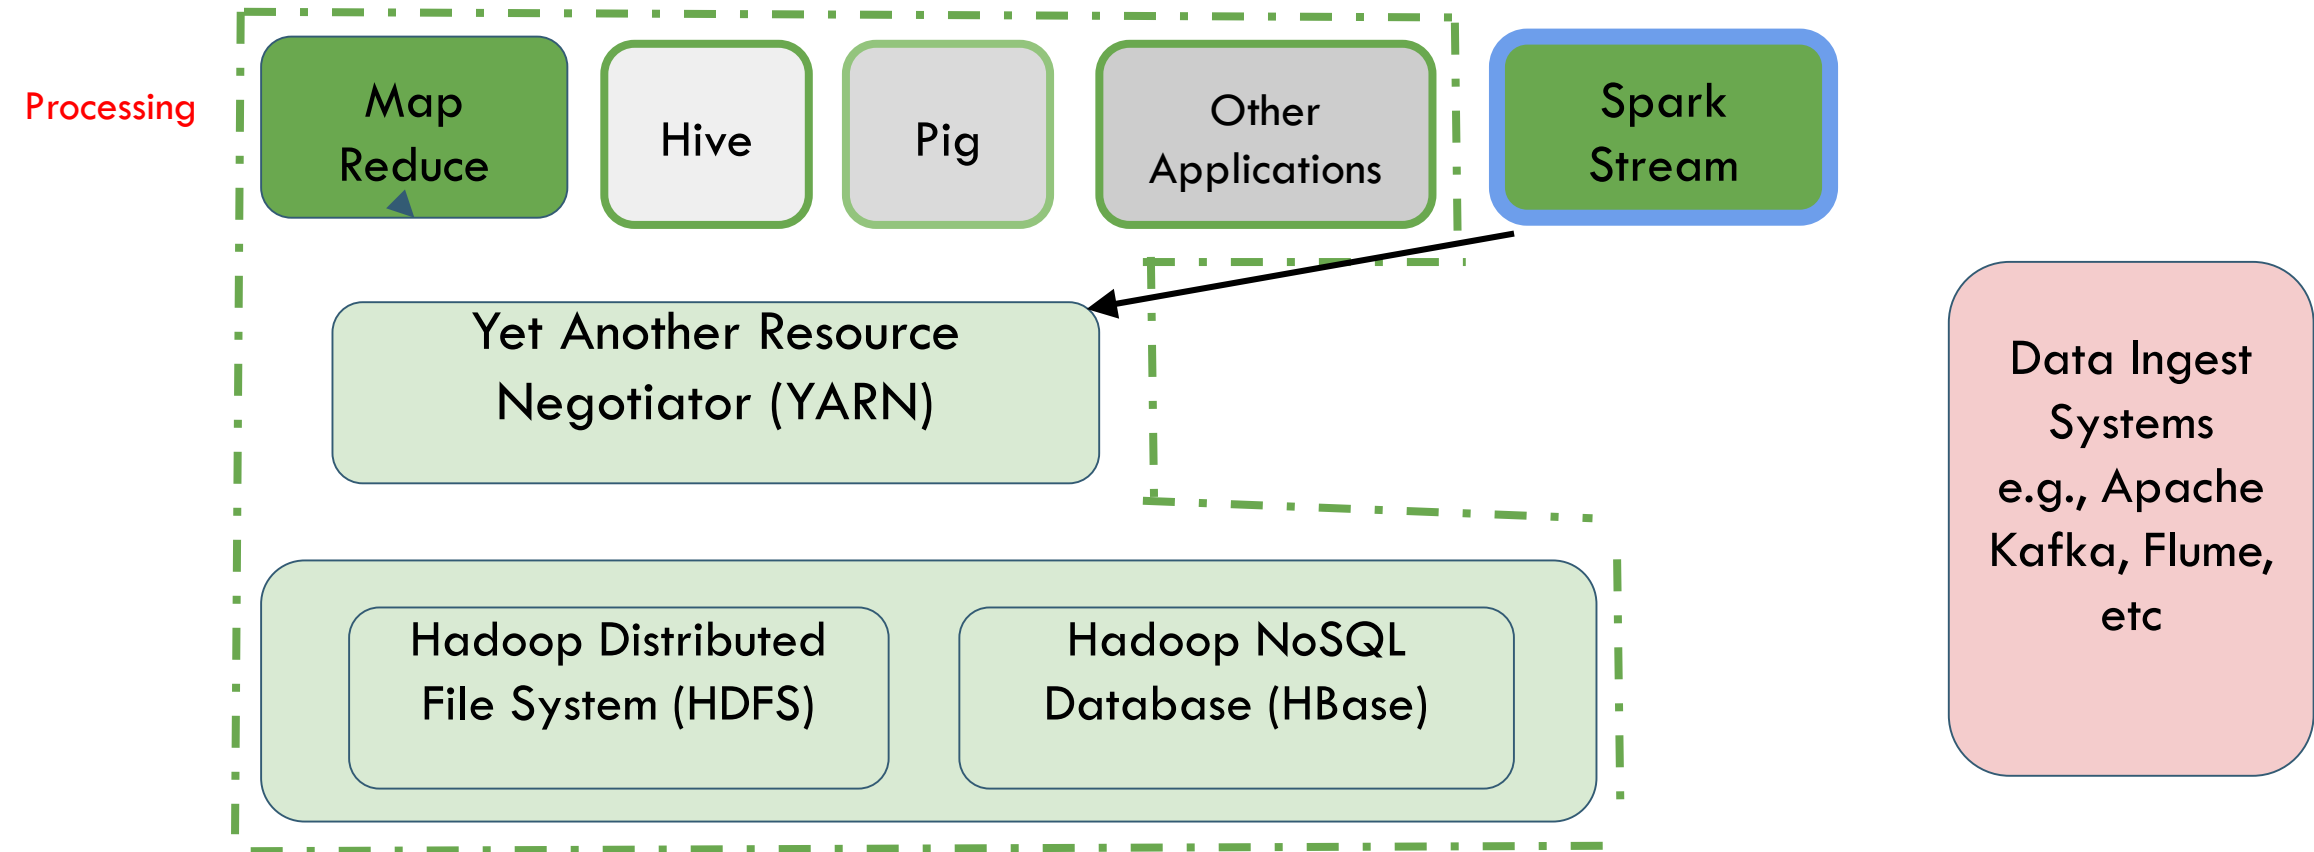 Processing
Map
Reduce
Hive
Pig
Other
Applications
Spark
Stream
Yet Another Resource
Negotiator (YARN)
Data Ingest
Systems
e.g., Apache
Kafka, Flume,
etc
Hadoop Distributed
File System (HDFS)
Hadoop NoSQL
Database (HBase)